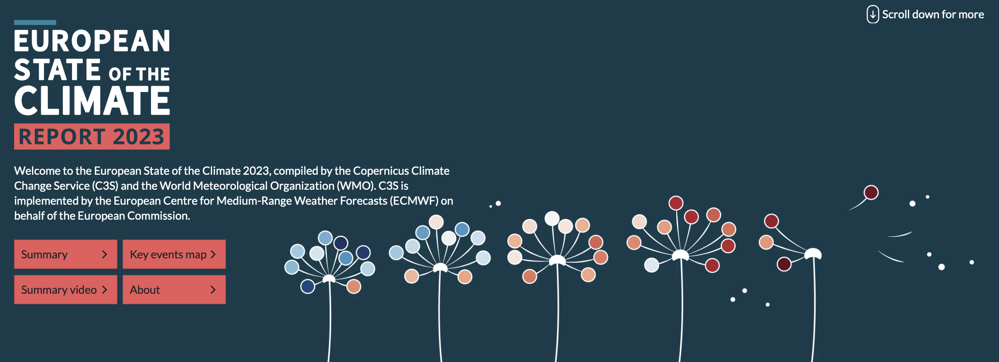 Scroll down for more
EUROPEAN
STATE OF THE
CLIMATE
REPORT 2023
Welcome to the European State of the Climate 2023, compiled by the Copernicus Climate
Change Service (C3S) and the World Meteorological Organization (WMO). C3S is
implemented by the European Centre for Medium-Range Weather Forecasts (ECMWF) on
behalf of the European Commission.
Summary
Key events map
Summary video
About